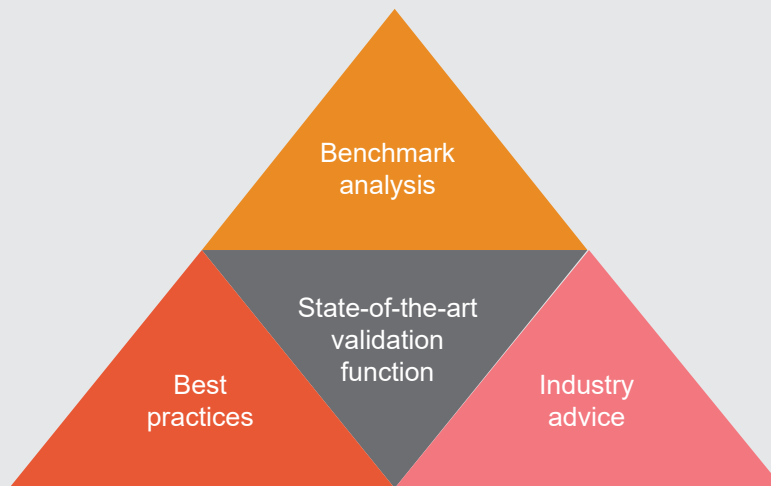 Benchmark
analysis
State-of-the-art
validation
function
Best
practices
Industry
advice